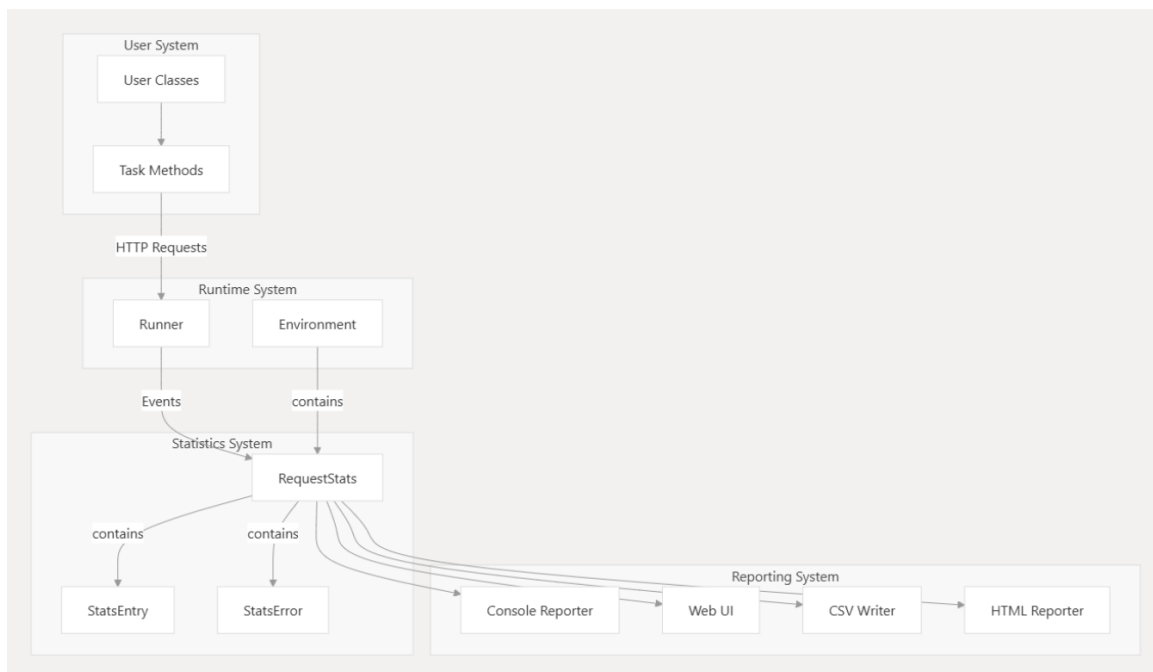 User System
User Classes
Task Methods
HTTP Requests
Runtime System
Runner
Environment
Events
contains
Statistics System
RequestStats
contains
contains
Reporting System
StatsEntry
StatsError
Console Reporter
Web UI
CSV Writer
HTML Reporter